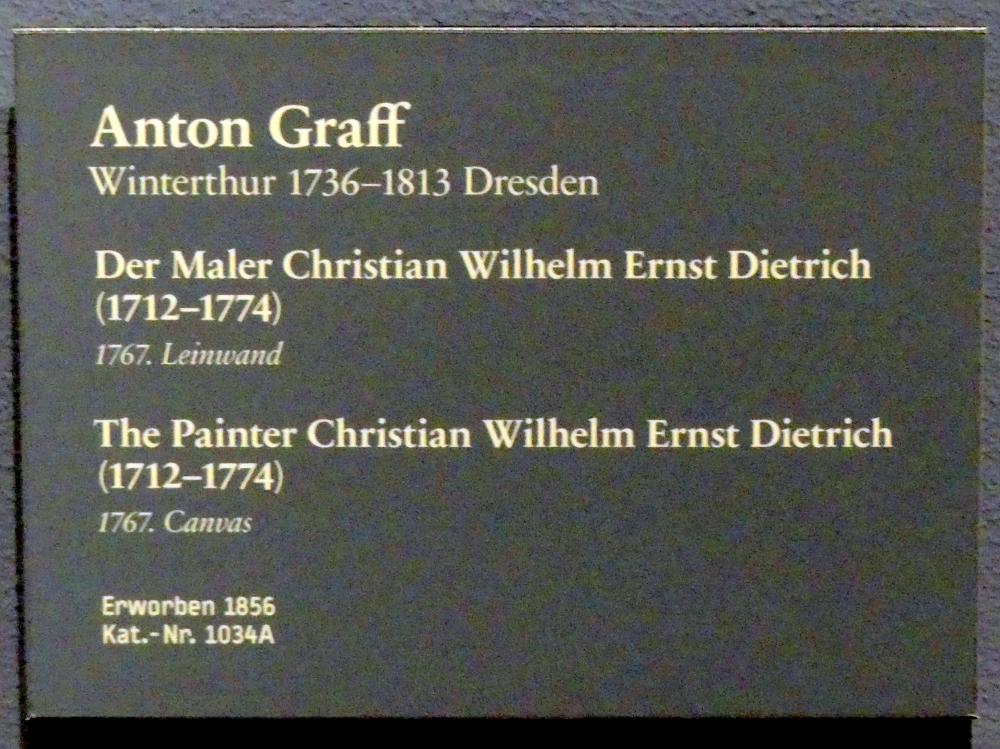 Anton Graff
Winterthur 1736–1813 Dresden
Der Maler Christian Wilhelm Ernst Dietrich
(1712–1774)
1767. Leinwand
The Painter Christian Wilhelm Ernst Dietrich
(1712–1774)
1767. Canvas
Erworben 1856
Kat.-Nr. 1034A